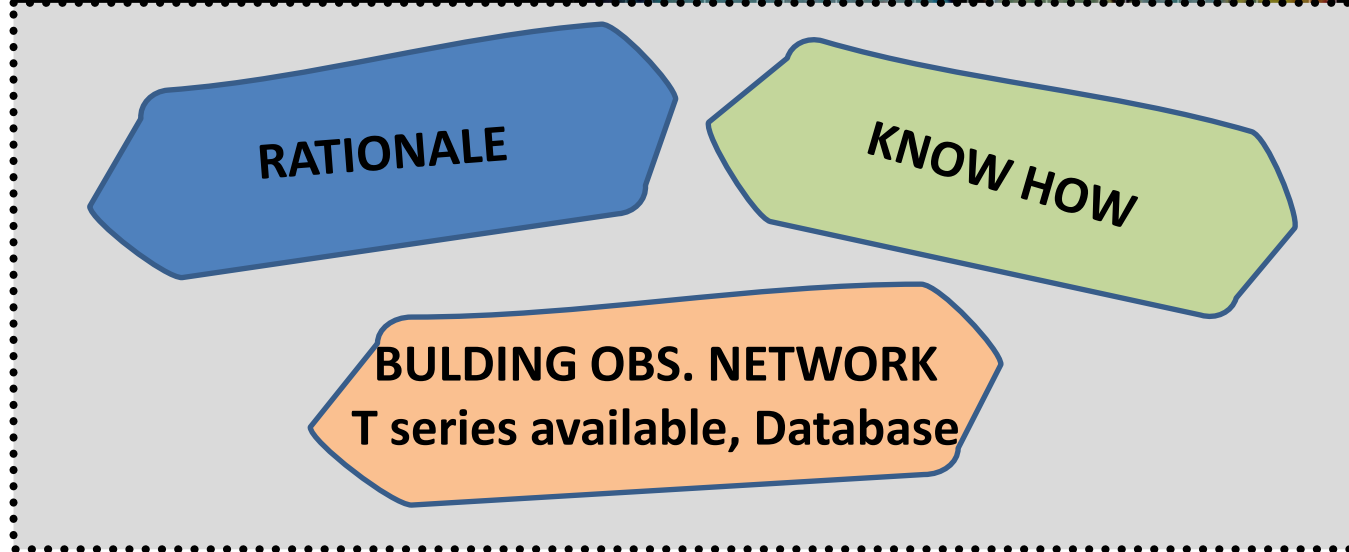 RATIONALE
KNOW HOW
BULDING OBS. NETWORK
T series available, Database